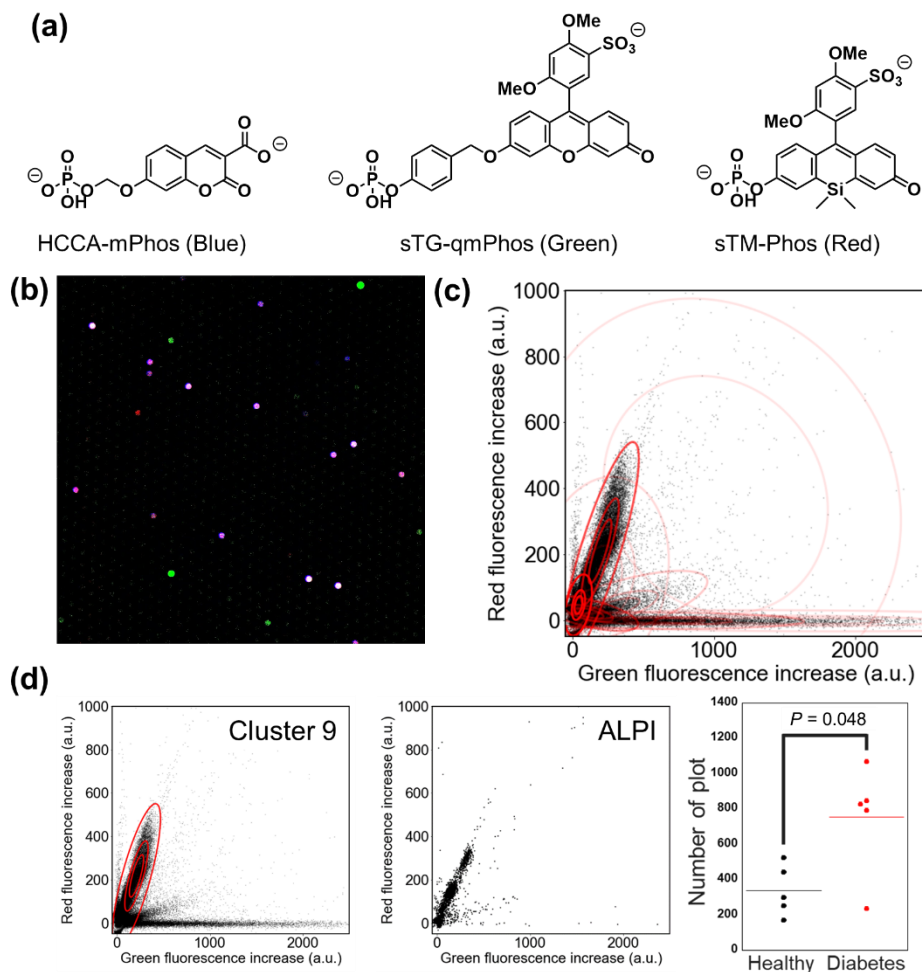 (a)
OMe
SO3 ⊖
MeO
OMe
SO3 ⊖
MeO
O
O ⊖
⊖ O P O O
OH
O O
⊖ O P O
OH
O O O
⊖ O P O
OH
Si O
HCCA-mPhos (Blue)
sTG-qmPhos (Green)
sTM-Phos (Red)
(b)
(c)
Red fluorescence increase (a.u.)
1000
800
600
400
200
0
0 1000 2000
Green fluorescence increase (a.u.)
(d)
Red fluorescence increase (a.u.)
1000
800
600
400
200
0
Cluster 9
0 1000 2000
Green fluorescence increase (a.u.)
Red fluorescence increase (a.u.)
1000
800
600
400
200
0
ALPI
0 1000 2000
Green fluorescence increase (a.u.)
Number of plot
1400
1200
1000
800
600
400
200
0
P = 0.048
Healthy Diabetes